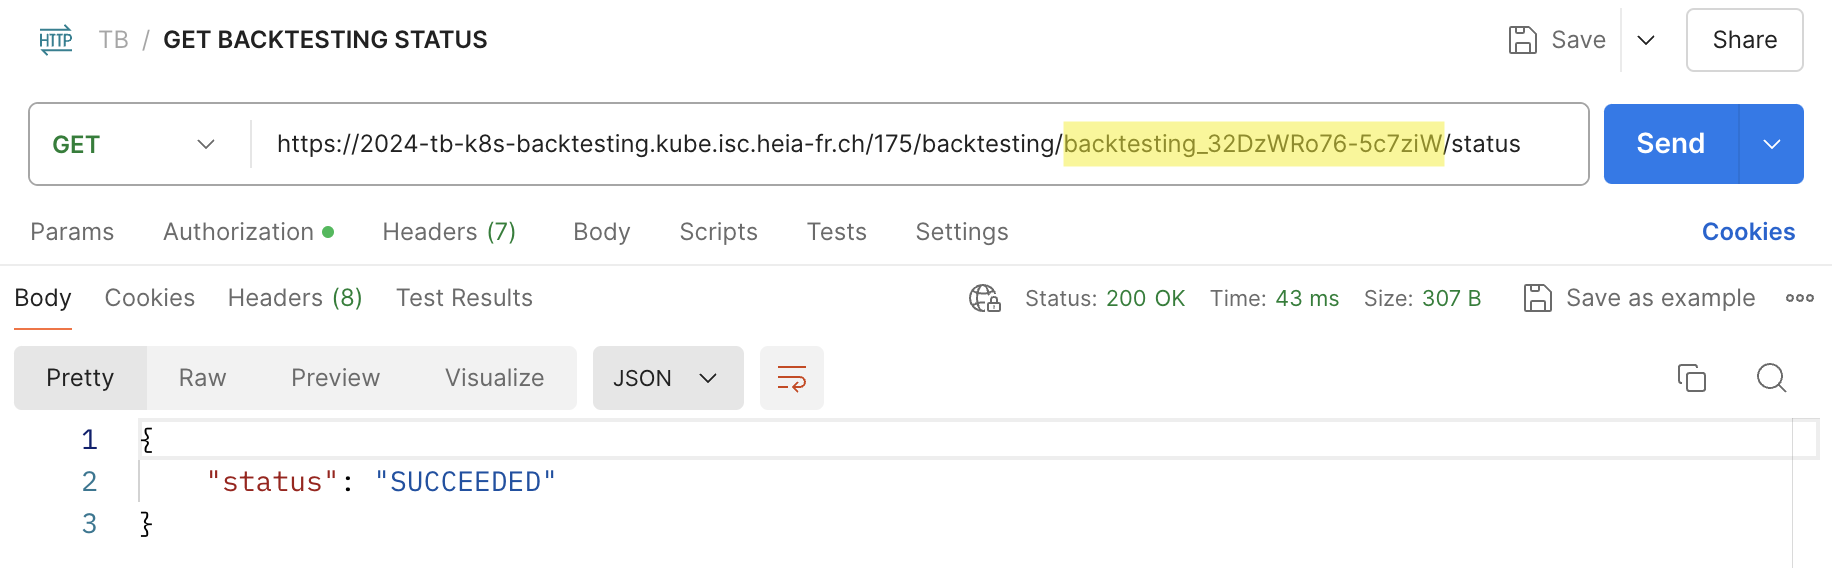 HTTP TB / GET BACKTESTING STATUS Save Share
GET https://2024-tb-k8s-backtesting.kube.isc.heia-fr.ch/175/backtesting/backtesting_32DzWRo76-5c7ziW/status Send
Params Authorization Headers (7) Body Scripts Tests Settings Cookies
Body Cookies Headers (8) Test Results Status: 200 OK Time: 43 ms Size: 307 B Save as example
Pretty Raw Preview Visualize JSON
1 {
2 "status": "SUCCEEDED"
3 }